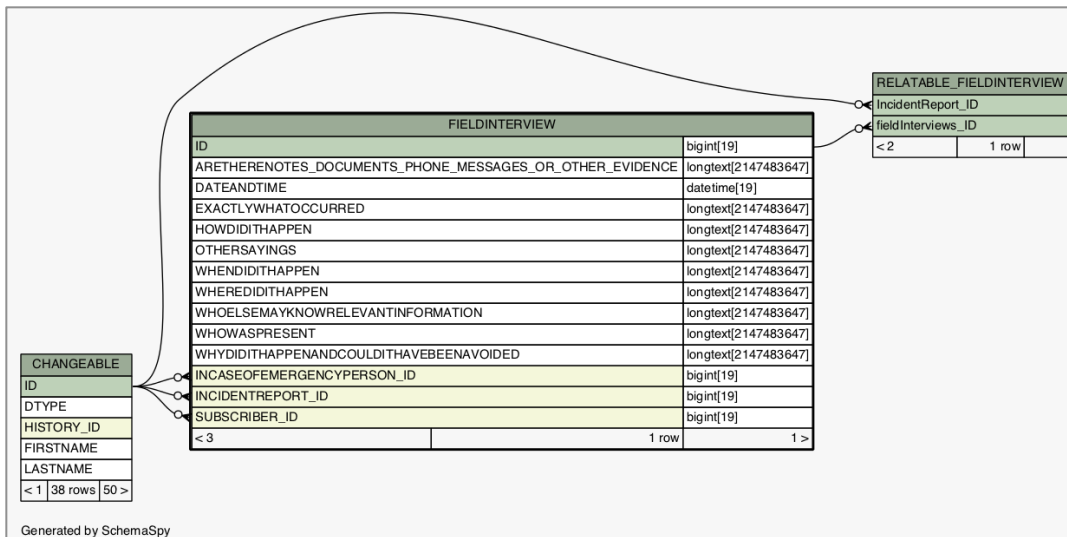 RELATABLE_FIELDINTERVIEW
IncidentReport_ID
fieldInterviews_ID
< 2 1 row
FIELDINTERVIEW
ID bigint[19]
ARETHERENOTES_DOCUMENTS_PHONE_MESSAGES_OR_OTHER_EVIDENCE longtext[2147483647]
DATEANDTIME datetime[19]
EXACTLYWHATOCCURRED longtext[2147483647]
HOWDIDITHAPPEN longtext[2147483647]
OTHERSAYINGS longtext[2147483647]
WHENDIDITHAPPEN longtext[2147483647]
WHEREDIDITHAPPEN longtext[2147483647]
WHOELSEMAYKNOWRELEVANTINFORMATION longtext[2147483647]
WHOWASPRESENT longtext[2147483647]
WHYDIDITHAPPENANDCOULDITHAVEBEENAVOIDED longtext[2147483647]
INCASEOFEMERGENCYPERSON_ID bigint[19]
INCIDENTREPORT_ID bigint[19]
SUBSCRIBER_ID bigint[19]
< 3 1 row 1 >
CHANGEABLE
ID
DTYPE
HISTORY_ID
FIRSTNAME
LASTNAME
< 1 38 rows 50 >
Generated by SchemaSpy